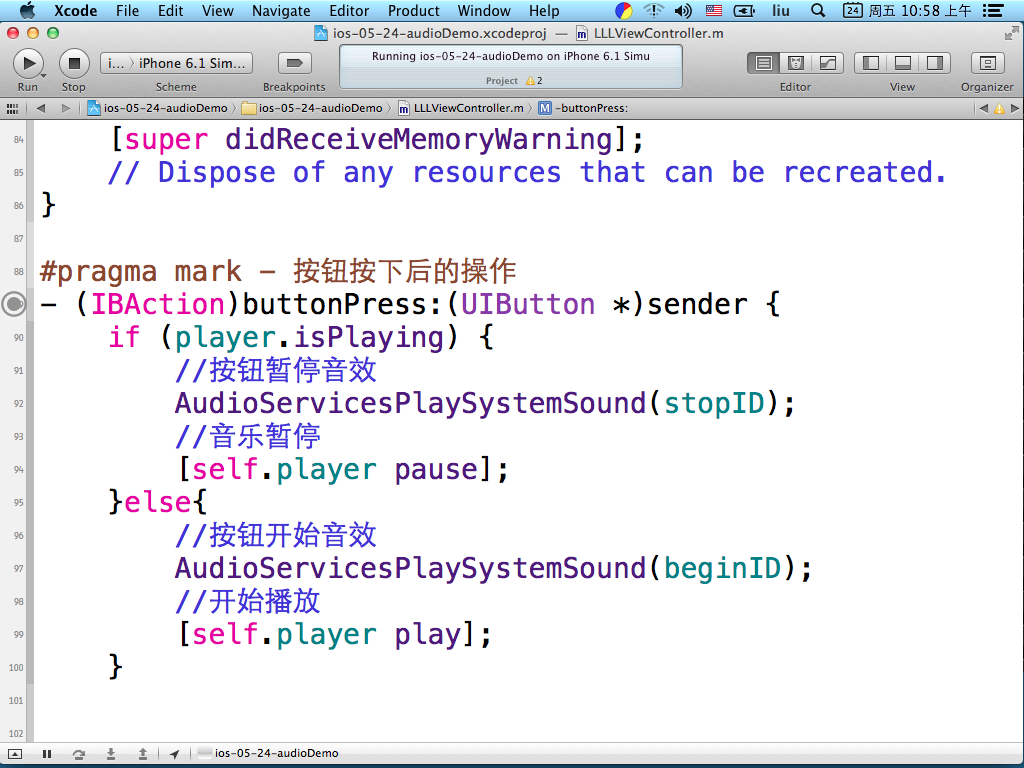 Xcode File Edit View Navigate Editor Product Window Help liu 24 周五 10:58 上午
ios-05-24-audioDemo.xcodeproj — m LLLViewController.m
i... 〉 iPhone 6.1 Sim...
Running ios-05-24-audioDemo on iPhone 6.1 Simu
Project 2
Run Stop Scheme Breakpoints Editor View Organizer
ios-05-24-audioDemo 〉 ios-05-24-audioDemo 〉 m LLLViewController.m 〉 M -buttonPress:
84 [super didReceiveMemoryWarning];
85 // Dispose of any resources that can be recreated.
86 }
87
88 #pragma mark - 按钮按下后的操作
- (IBAction)buttonPress:(UIButton *)sender {
90 if (player.isPlaying) {
91 //按钮暂停音效
92 AudioServicesPlaySystemSound(stopID);
93 //音乐暂停
94 [self.player pause];
95 }else{
96 //按钮开始音效
97 AudioServicesPlaySystemSound(beginID);
98 //开始播放
99 [self.player play];
100 }
101
102
ios-05-24-audioDemo